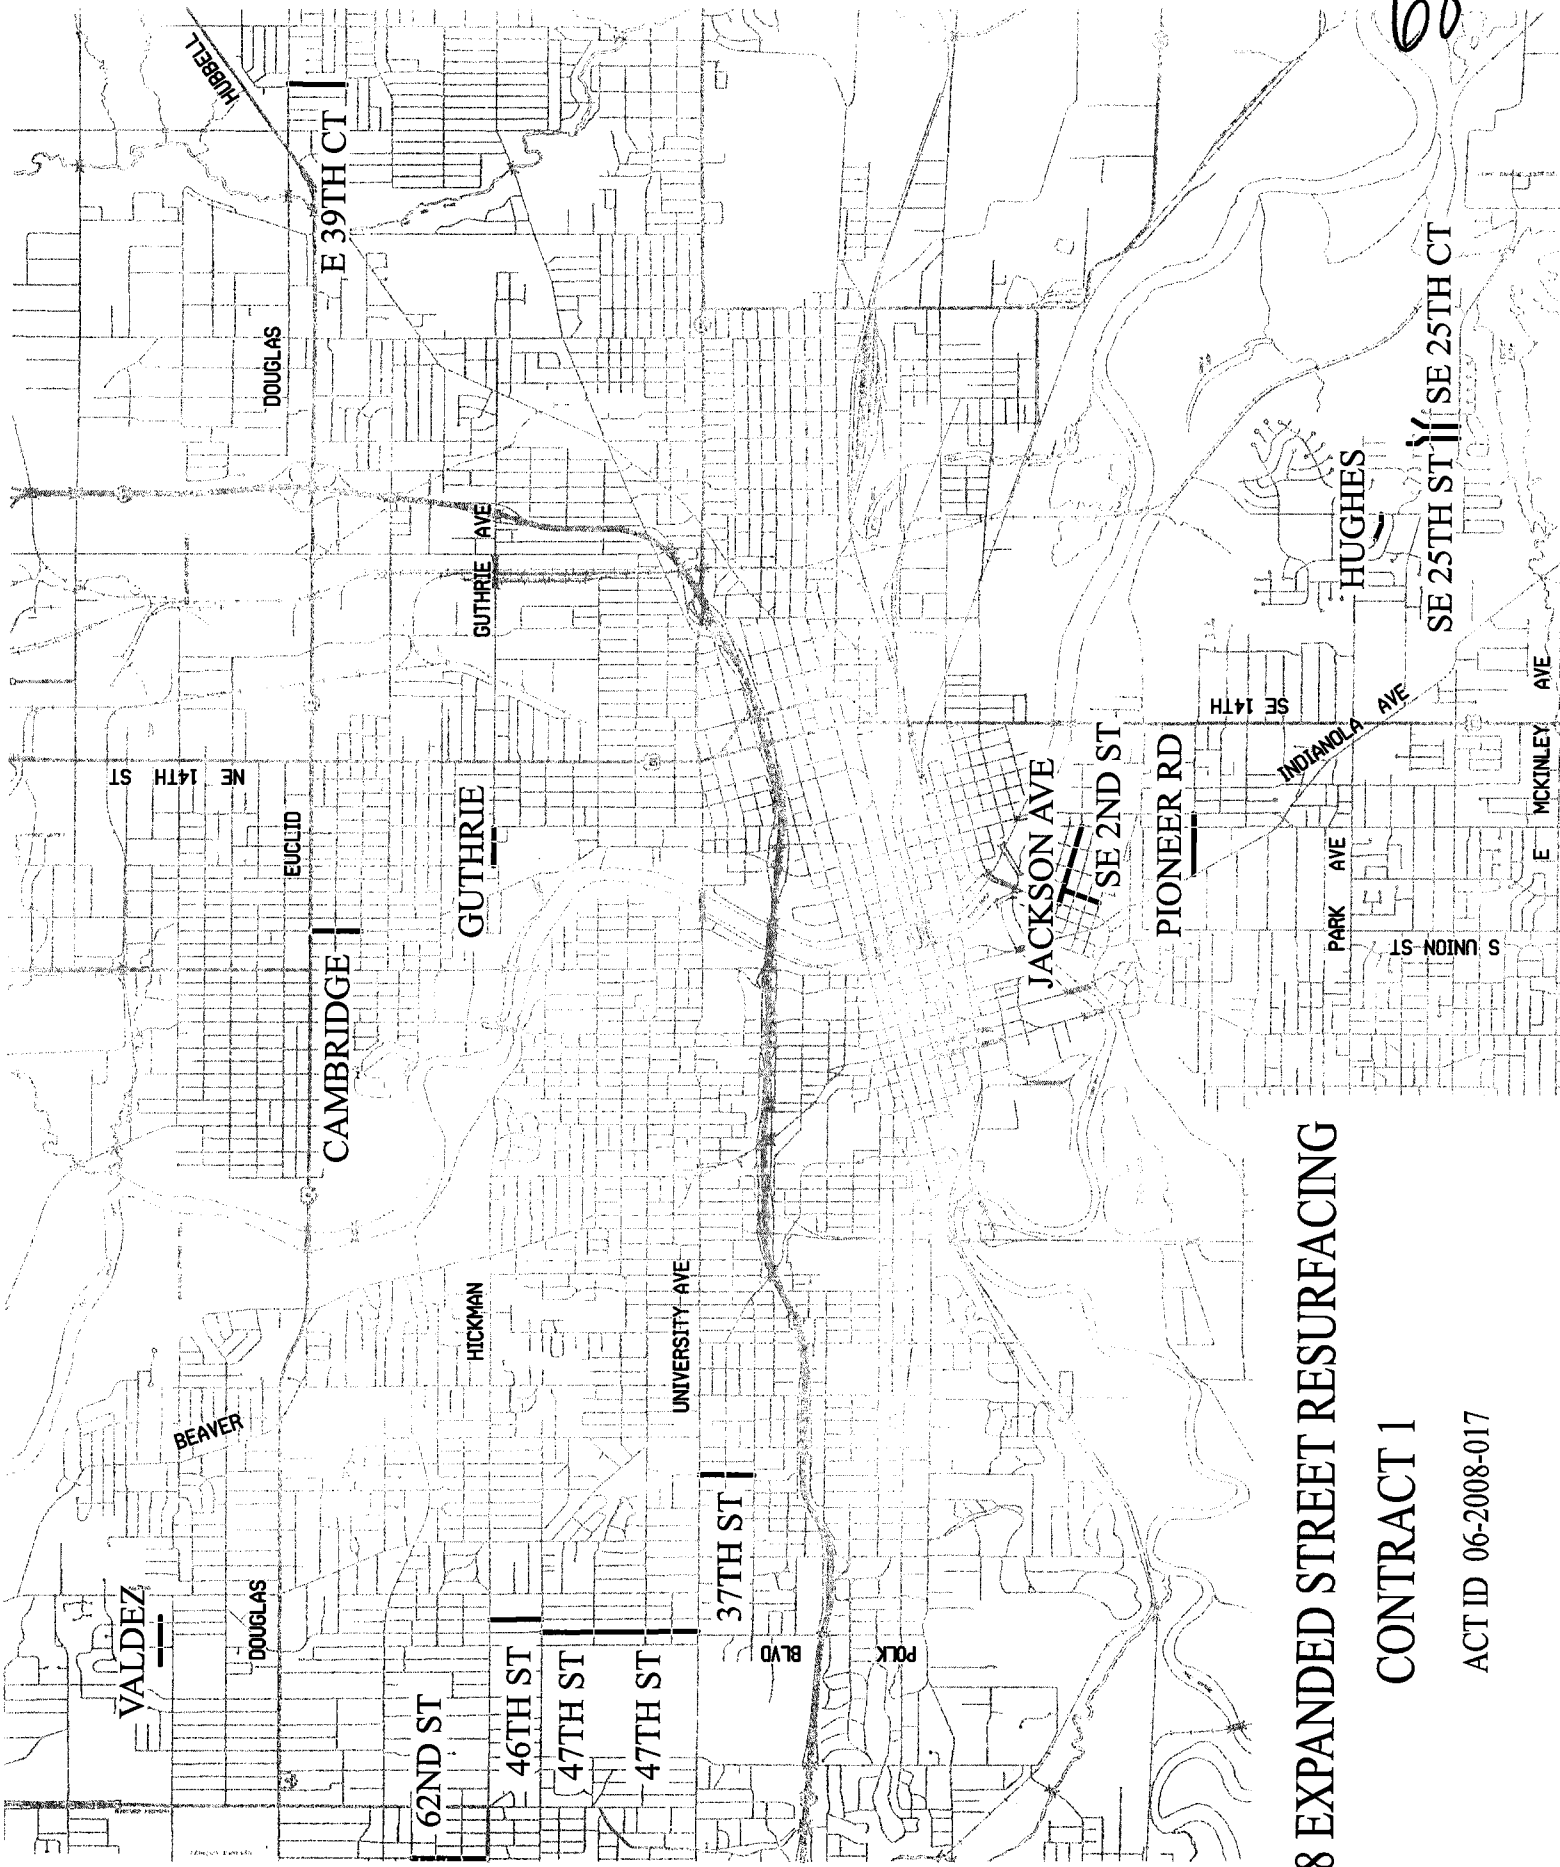 60
HUBBELL
E 39TH CT
DOUGLAS
GUTHRIE AVE
NE 14TH ST
EUCLID
GUTHRIE
CAMBRIDGE
HICKMAN
UNIVERSITY AVE
BEAVER
VALDEZ
DOUGLAS
62ND ST
46TH ST
47TH ST
47TH ST
37TH ST
POLK BLVD
JACKSON AVE
SE 2ND ST
PIONEER RD
SE 14TH
INDIANOLA AVE
PARK AVE
S UNION ST
E MCKINLEY AVE
HUGHES
SE 25TH ST
SE 25TH CT
8 EXPANDED STREET RESURFACING
CONTRACT 1
ACT ID 06-2008-017